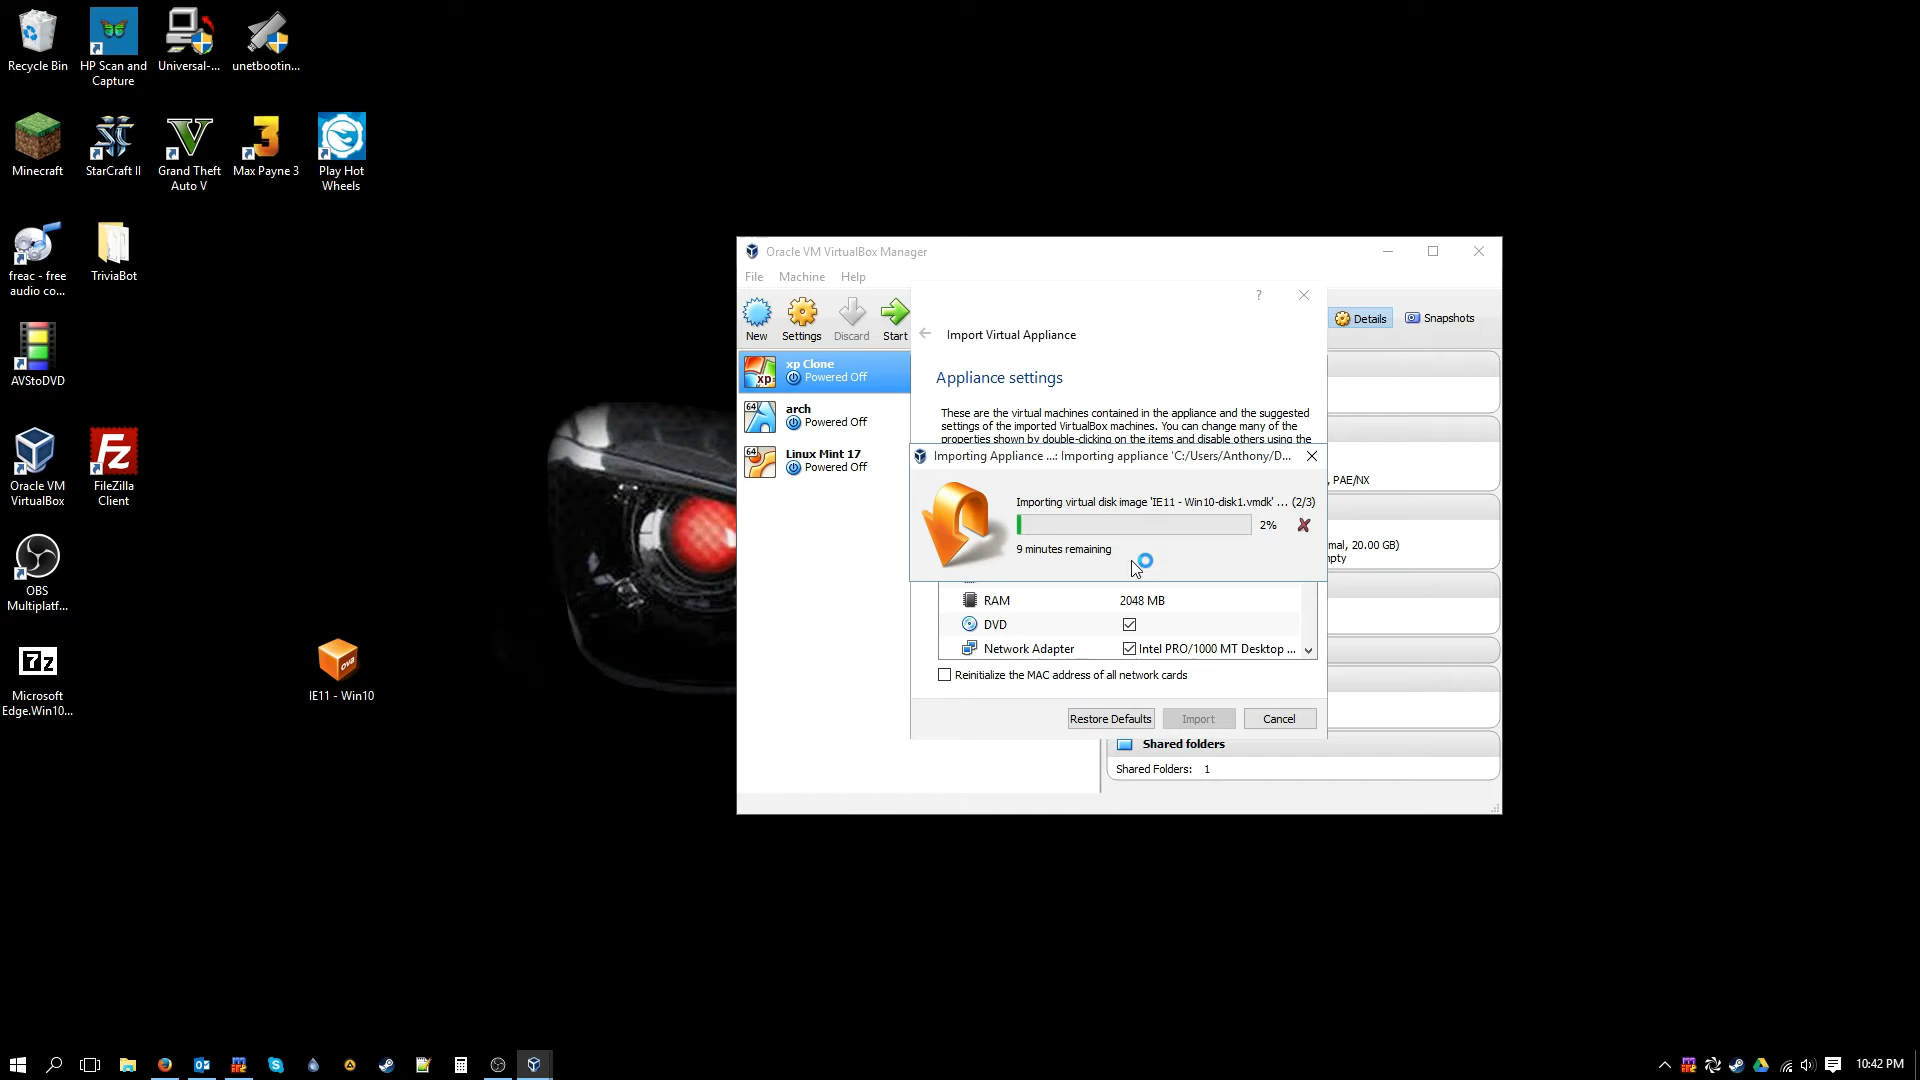 Recycle Bin
HP Scan and
Capture
Universal-...
unetbootin...
Minecraft
StarCraft II
Grand Theft
Auto V
Max Payne 3
Play Hot
Wheels
freac - free
audio co...
TriviaBot
AVStoDVD
Oracle VM
VirtualBox
FileZilla
Client
OBS
Multiplatf...
Microsoft
Edge.Win10...
IE11 - Win10
Oracle VM VirtualBox Manager
File Machine Help
New Settings Discard Start
Details Snapshots
xp Clone
Powered Off
arch
Powered Off
Linux Mint 17
Powered Off
Import Virtual Appliance
Appliance settings
These are the virtual machines contained in the appliance and the suggested
settings of the imported VirtualBox machines. You can change many of the
properties shown by double-clicking on the items and disable others using the
Importing Appliance ...: Importing appliance 'C:/Users/Anthony/D...
Importing virtual disk image 'IE11 - Win10-disk1.vmdk' ... (2/3)
2%
9 minutes remaining
RAM 2048 MB
DVD
Network Adapter Intel PRO/1000 MT Desktop ...
Reinitialize the MAC address of all network cards
Restore Defaults Import Cancel
, PAE/NX
mal, 20.00 GB)
mpty
Shared folders
Shared Folders: 1
10:42 PM